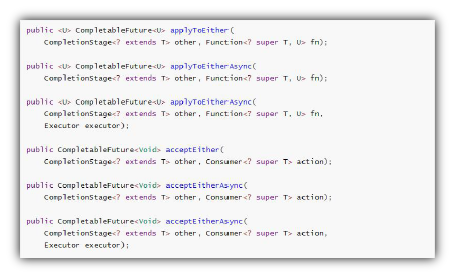 public <U> CompletableFuture<U> applyToEither(
CompletionStage<? extends T> other, Function<? super T, U> fn);
public <U> CompletableFuture<U> applyToEitherAsync(
CompletionStage<? extends T> other, Function<? super T, U> fn);
public <U> CompletableFuture<U> applyToEitherAsync(
CompletionStage<? extends T> other, Function<? super T, U> fn,
Executor executor);
public CompletableFuture<Void> acceptEither(
CompletionStage<? extends T> other, Consumer<? super T> action);
public CompletableFuture<Void> acceptEitherAsync(
CompletionStage<? extends T> other, Consumer<? super T> action);
public CompletableFuture<Void> acceptEitherAsync(
CompletionStage<? extends T> other, Consumer<? super T> action,
Executor executor);